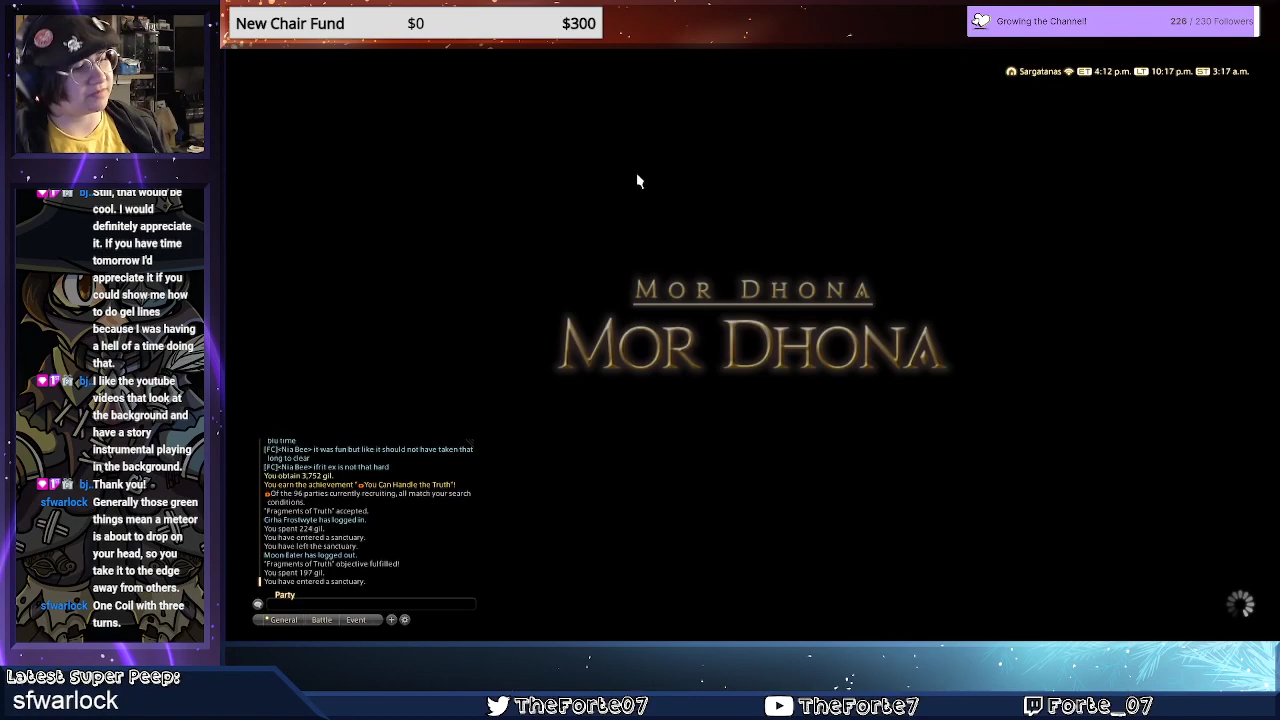 New Chair Fund $0 $300
Growing the Channel! 226 / 230 Followers
Sargatanas ET 4:12 p.m. LT 10:17 p.m. ST 3:17 a.m.
bj.. Still, that would be
cool. I would
definitely appreciate
it. If you have time
tomorrow I'd
appreciate it if you
could show me how
to do gel lines
because I was having
a hell of a time doing
that.
bj.. I like the youtube
videos that look at
the background and
have a story
instrumental playing
in the background.
bj.. Thank you!
sfwarlock Generally those green
things mean a meteor
is about to drop on
your head, so you
take it to the edge
away from others.
sfwarlock One Coil with three
turns.
MOR DHONA
MOR DHONA
blu time
[FC]<Nia Bee> it was fun but like it should not have taken that
long to clear
[FC]<Nia Bee> ifrit ex is not that hard
You obtain 3,752 gil.
You earn the achievement "You Can Handle the Truth"!
Of the 96 parties currently recruiting, all match your search
conditions.
"Fragments of Truth" accepted.
Cirha Frostwyte has logged in.
You spent 224 gil.
You have entered a sanctuary.
You have left the sanctuary.
Moon Eater has logged out.
"Fragments of Truth" objective fulfilled!
You spent 197 gil.
You have entered a sanctuary.
Party
General Battle Event
Latest Super Peep:
sfwarlock
TheForte07 TheForte7 Forte_07